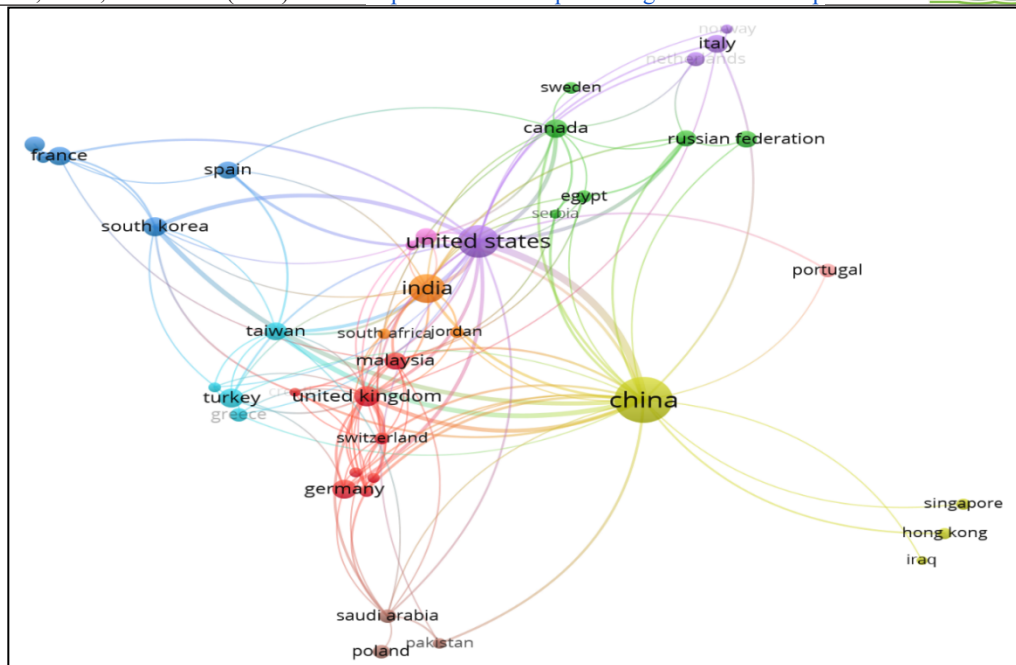 norway
italy
netherlands
sweden
canada
russian federation
france
spain
egypt
serbia
south korea
united states
portugal
india
taiwan
south africa
jordan
malaysia
turkey
united kingdom
china
greece
switzerland
germany
singapore
hong kong
iraq
saudi arabia
pakistan
poland